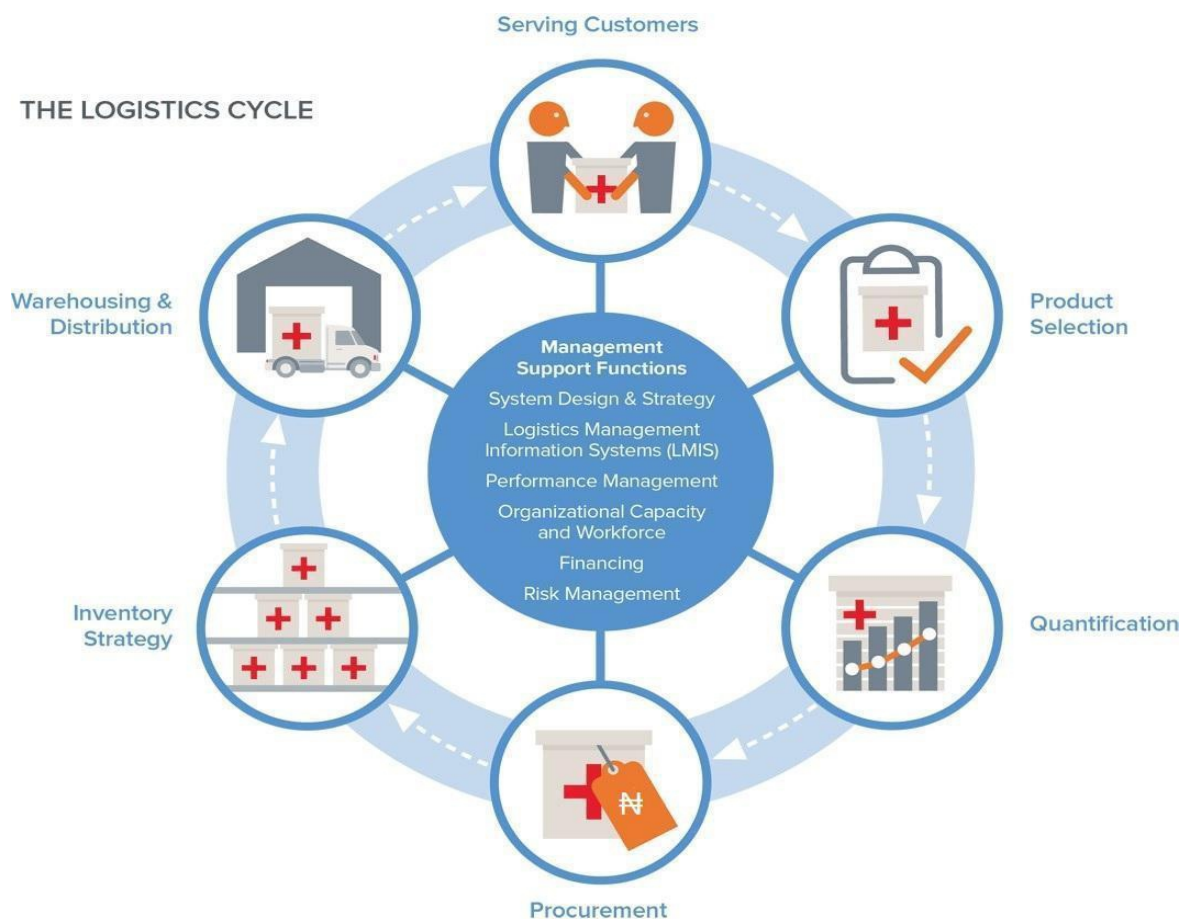 Serving Customers
THE LOGISTICS CYCLE
Warehousing &
Distribution
Product
Selection
Management
Support Functions
System Design & Strategy
Logistics Management
Information Systems (LMIS)
Performance Management
Organizational Capacity
and Workforce
Financing
Risk Management
Inventory
Strategy
Quantification
₦
Procurement